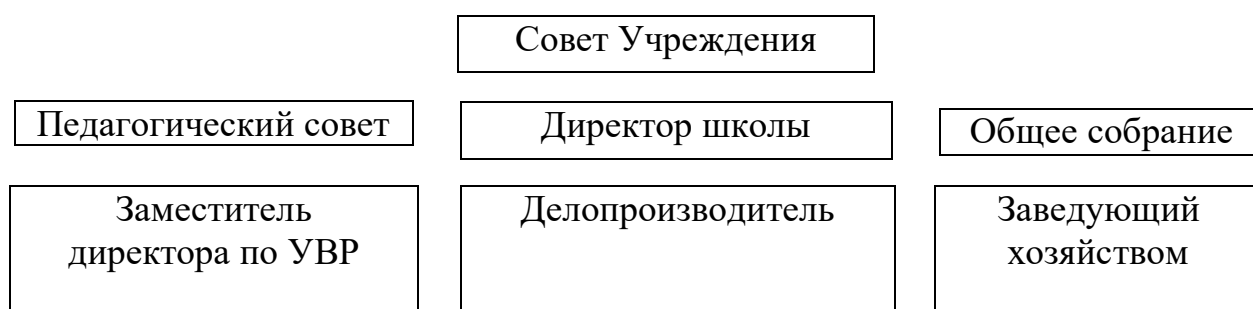 Совет Учреждения
Педагогический совет
Директор школы
Общее собрание
Заместитель
директора по УВР
Делопроизводитель
Заведующий
хозяйством